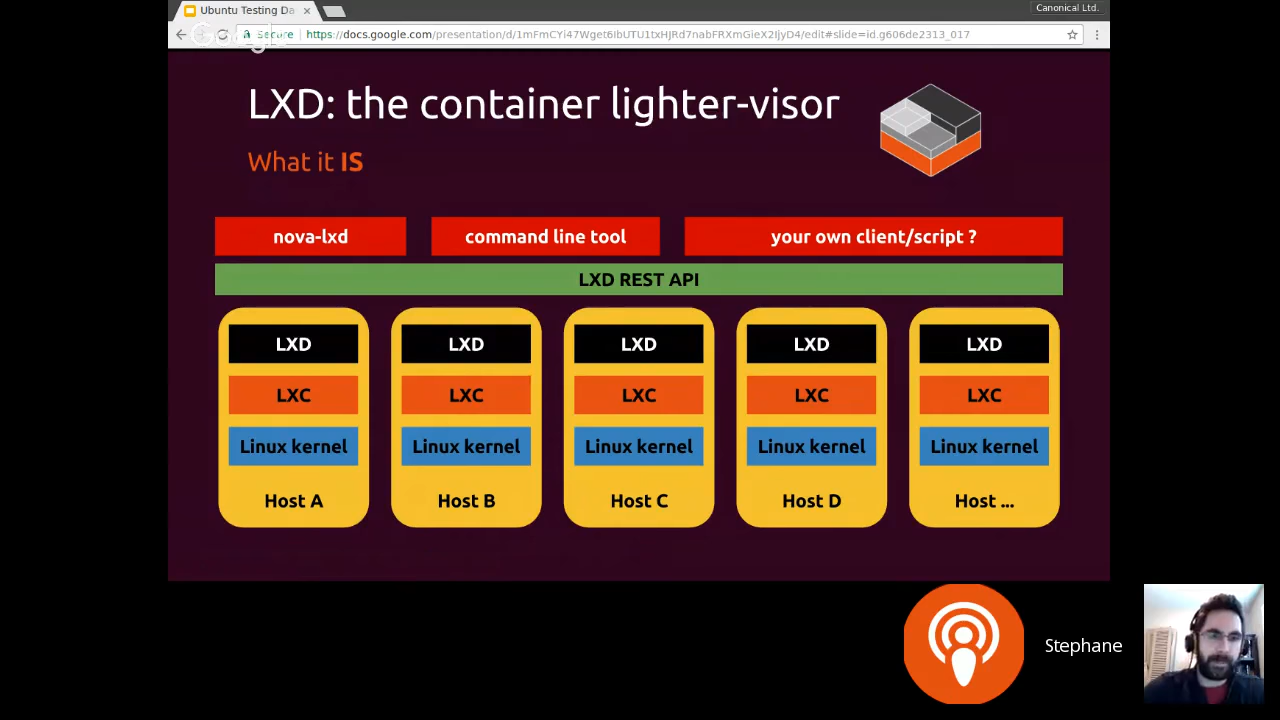 Ubuntu Testing Da
Canonical Ltd.
Secure https://docs.google.com/presentation/d/1mFmCYi47Wget6ibUTU1txHJRd7nabFRXmGieX2IjyD4/edit#slide=id.g606de2313_017
LXD: the container lighter-visor
What it IS
nova-lxd command line tool your own client/script ?
LXD REST API
LXD LXD LXD LXD LXD
LXC LXC LXC LXC LXC
Linux kernel Linux kernel Linux kernel Linux kernel Linux kernel
Host A Host B Host C Host D Host ...
Stephane